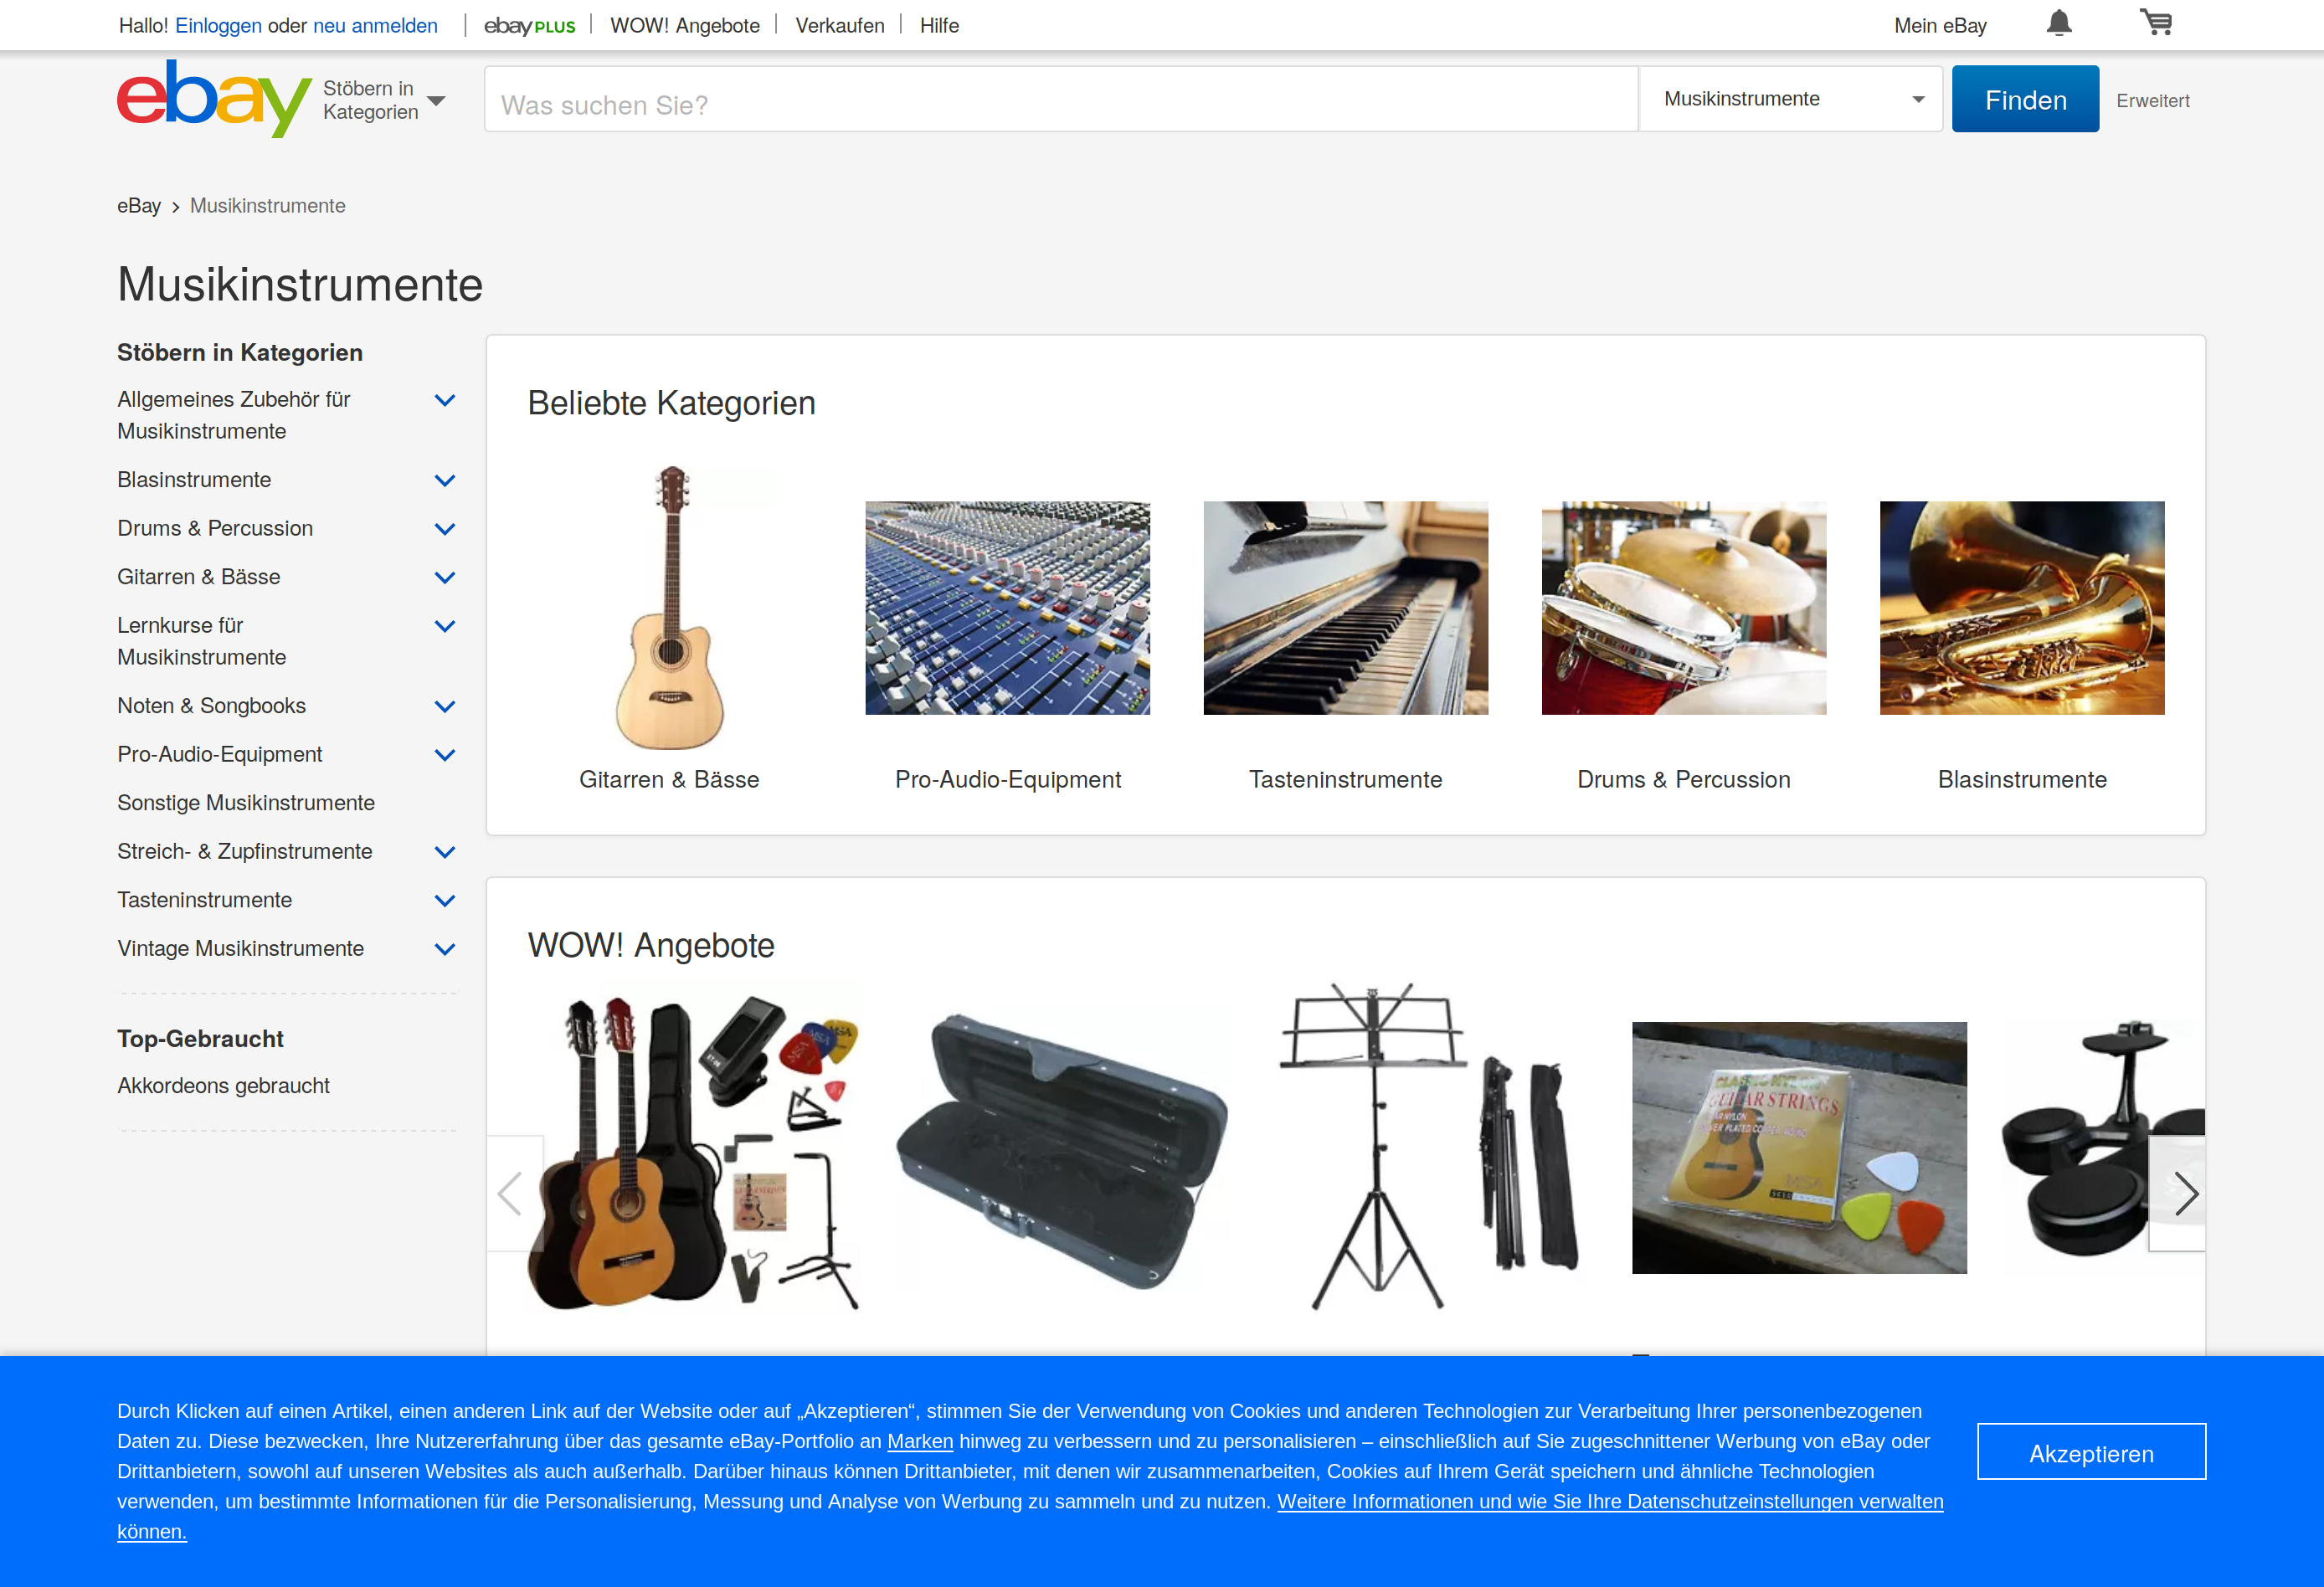 Hallo! Einloggen oder neu anmelden
ebay PLUS
WOW! Angebote
Verkaufen
Hilfe
Mein eBay
ebay
Stöbern in
Kategorien
Was suchen Sie?
Musikinstrumente
Finden
Erweitert
eBay
Musikinstrumente
Musikinstrumente
Stöbern in Kategorien
Allgemeines Zubehör für
Musikinstrumente
Blasinstrumente
Drums & Percussion
Gitarren & Bässe
Lernkurse für
Musikinstrumente
Noten & Songbooks
Pro-Audio-Equipment
Sonstige Musikinstrumente
Streich- & Zupfinstrumente
Tasteninstrumente
Vintage Musikinstrumente
Top-Gebraucht
Akkordeons gebraucht
Beliebte Kategorien
Gitarren & Bässe
Pro-Audio-Equipment
Tasteninstrumente
Drums & Percussion
Blasinstrumente
WOW! Angebote
CLASSIC NYLON
GUITAR STRINGS
Durch Klicken auf einen Artikel, einen anderen Link auf der Website oder auf „Akzeptieren“, stimmen Sie der Verwendung von Cookies und anderen Technologien zur Verarbeitung Ihrer personenbezogenen
Daten zu. Diese bezwecken, Ihre Nutzererfahrung über das gesamte eBay-Portfolio an Marken hinweg zu verbessern und zu personalisieren – einschließlich auf Sie zugeschnittener Werbung von eBay oder
Drittanbietern, sowohl auf unseren Websites als auch außerhalb. Darüber hinaus können Drittanbieter, mit denen wir zusammenarbeiten, Cookies auf Ihrem Gerät speichern und ähnliche Technologien
verwenden, um bestimmte Informationen für die Personalisierung, Messung und Analyse von Werbung zu sammeln und zu nutzen. Weitere Informationen und wie Sie Ihre Datenschutzeinstellungen verwalten
können.
Akzeptieren